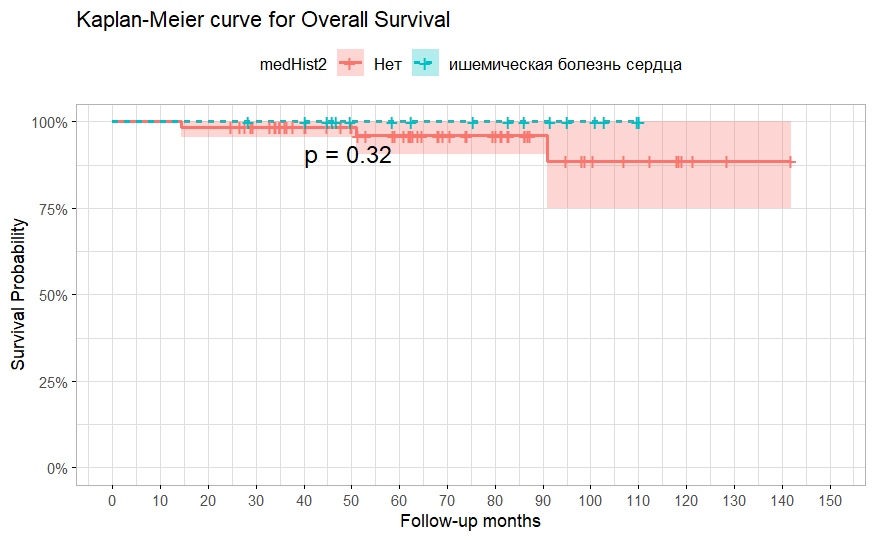 Kaplan-Meier curve for Overall Survival
medHist2 Нет ишемическая болезнь сердца
100%
75%
50%
25%
0%
Survival Probability
p = 0.32
0 10 20 30 40 50 60 70 80 90 100 110 120 130 140 150
Follow-up months